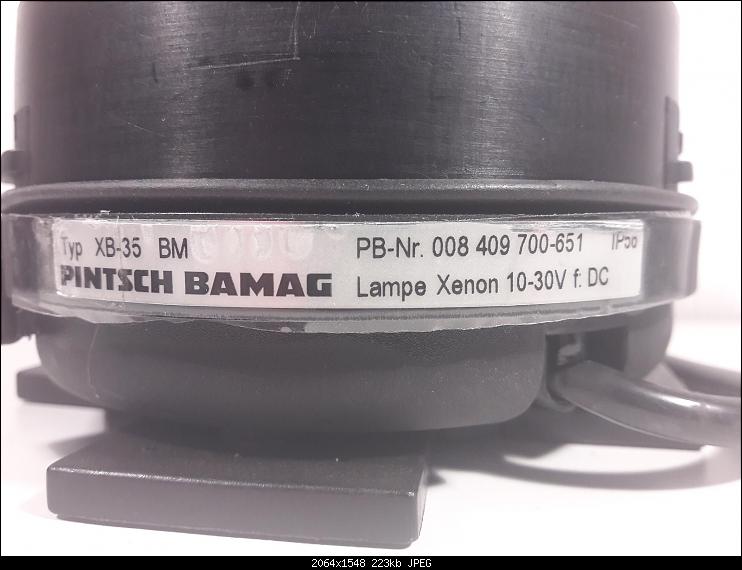 Typ XB-35 BM
PINTSCH BAMAG
PB-Nr. 008 409 700-651
Lampe Xenon 10-30V f: DC
2064x1548 223kb JPEG